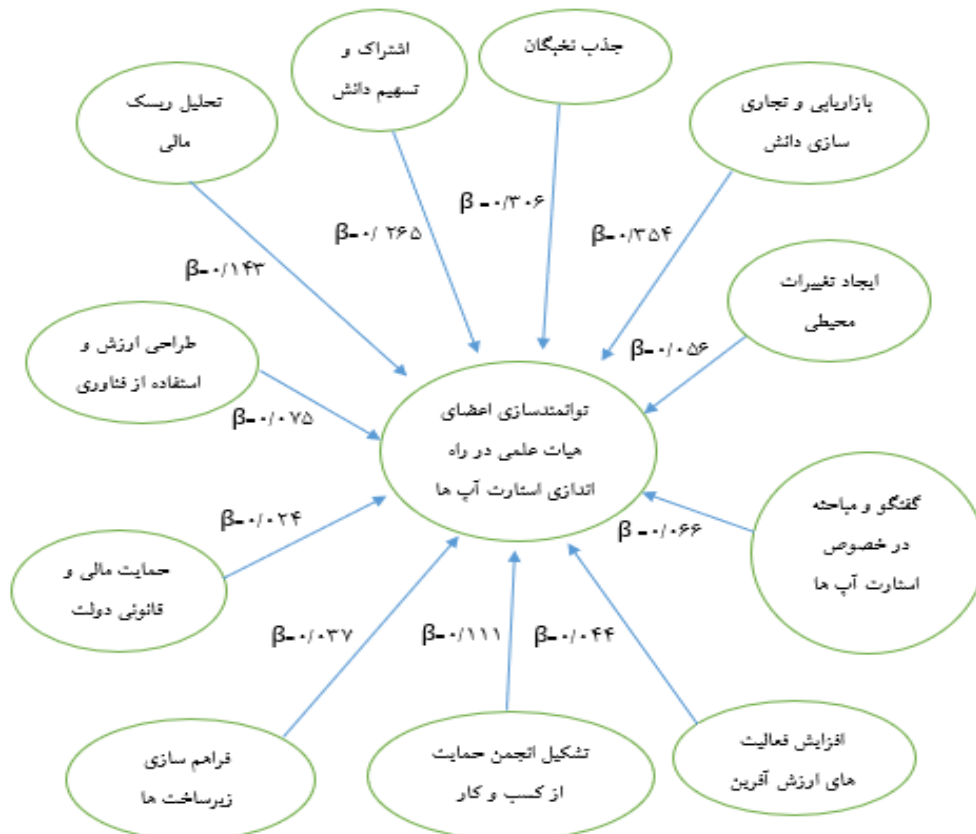 جذب نخبگان
اشتراک و
تسهیم دانش
بازاریابی و تجاری
سازی دانش
تحلیل ریسک
مالی
β=۰/۳۰۶
β=۰/۲۶۵
β=۰/۳۵۴
β=۰/۱۴۳
ایجاد تغییرات
محیطی
طراحی ارزش و
استفاده از فناوری
β=۰/۰۵۶
β=۰/۰۷۵
توانمندسازی اعضای
هیات علمی در راه
اندازی استارت آپ ها
گفتگو و مباحثه
در خصوص
استارت آپ ها
β=۰/۰۲۴
β=۰/۰۶۶
حمایت مالی و
قانونی دولت
β=۰/۰۳۷
β=۰/۱۱۱
β=۰/۰۴۴
فراهم سازی
زیرساخت ها
تشکیل انجمن حمایت
از کسب و کار
افزایش فعالیت
های ارزش آفرین